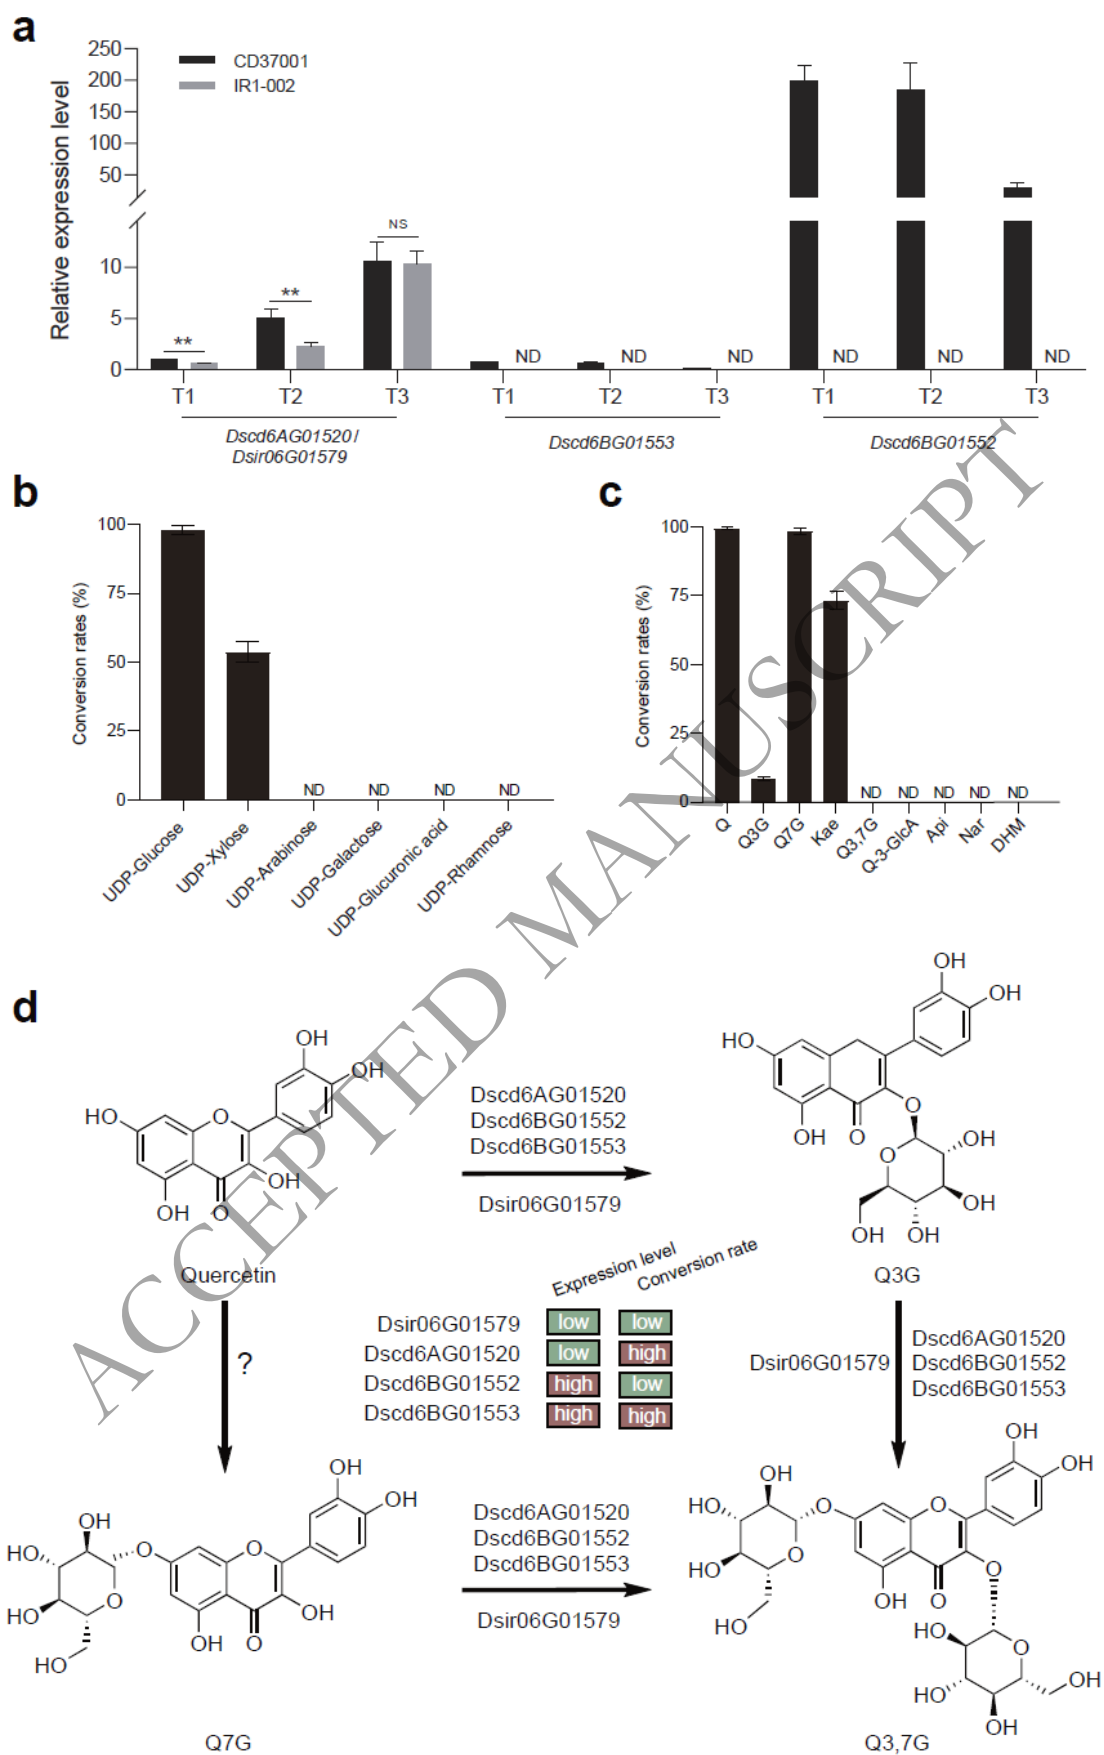 a
250
200
150
100
50
10
5
0
Relative expression level
CD37001
IR1-002
**
**
NS
ND
ND
ND
ND
ND
ND
T1
T2
T3
T1
T2
T3
T1
T2
T3
Dscd6AG01520/
Dsir06G01579
Dscd6BG01553
Dscd6BG01552
b
Conversion rates (%)
100
75
50
25
0
ND
ND
ND
ND
UDP-Glucose
UDP-Xylose
UDP-Arabinose
UDP-Galactose
UDP-Glucuronic acid
UDP-Rhamnose
c
Conversion rates (%)
100
75
50
25
0
ND
ND
ND
ND
ND
Q
Q3G
Q7G
Kae
Q3,7G
Q-3-GlcA
Api
Nar
DHM
ACCEPTED MANUSCRIPT
d
OH
OH
HO
O
OH
OH
O
Quercetin
Dscd6AG01520
Dscd6BG01552
Dscd6BG01553
Dsir06G01579
OH
OH
HO
OH
O
O
O
OH
OH
OH
OH
Q3G
Expression level
Conversion rate
Dsir06G01579
low
low
Dscd6AG01520
low
high
Dscd6BG01552
high
low
Dscd6BG01553
high
high
?
Dsir06G01579
Dscd6AG01520
Dscd6BG01552
Dscd6BG01553
OH
OH
OH
HO
HO
HO
O
O
O
OH
OH
O
Q7G
Dscd6AG01520
Dscd6BG01552
Dscd6BG01553
Dsir06G01579
OH
OH
OH
HO
HO
HO
O
O
O
OH
O
O
HO
O
HO
OH
OH
Q3,7G